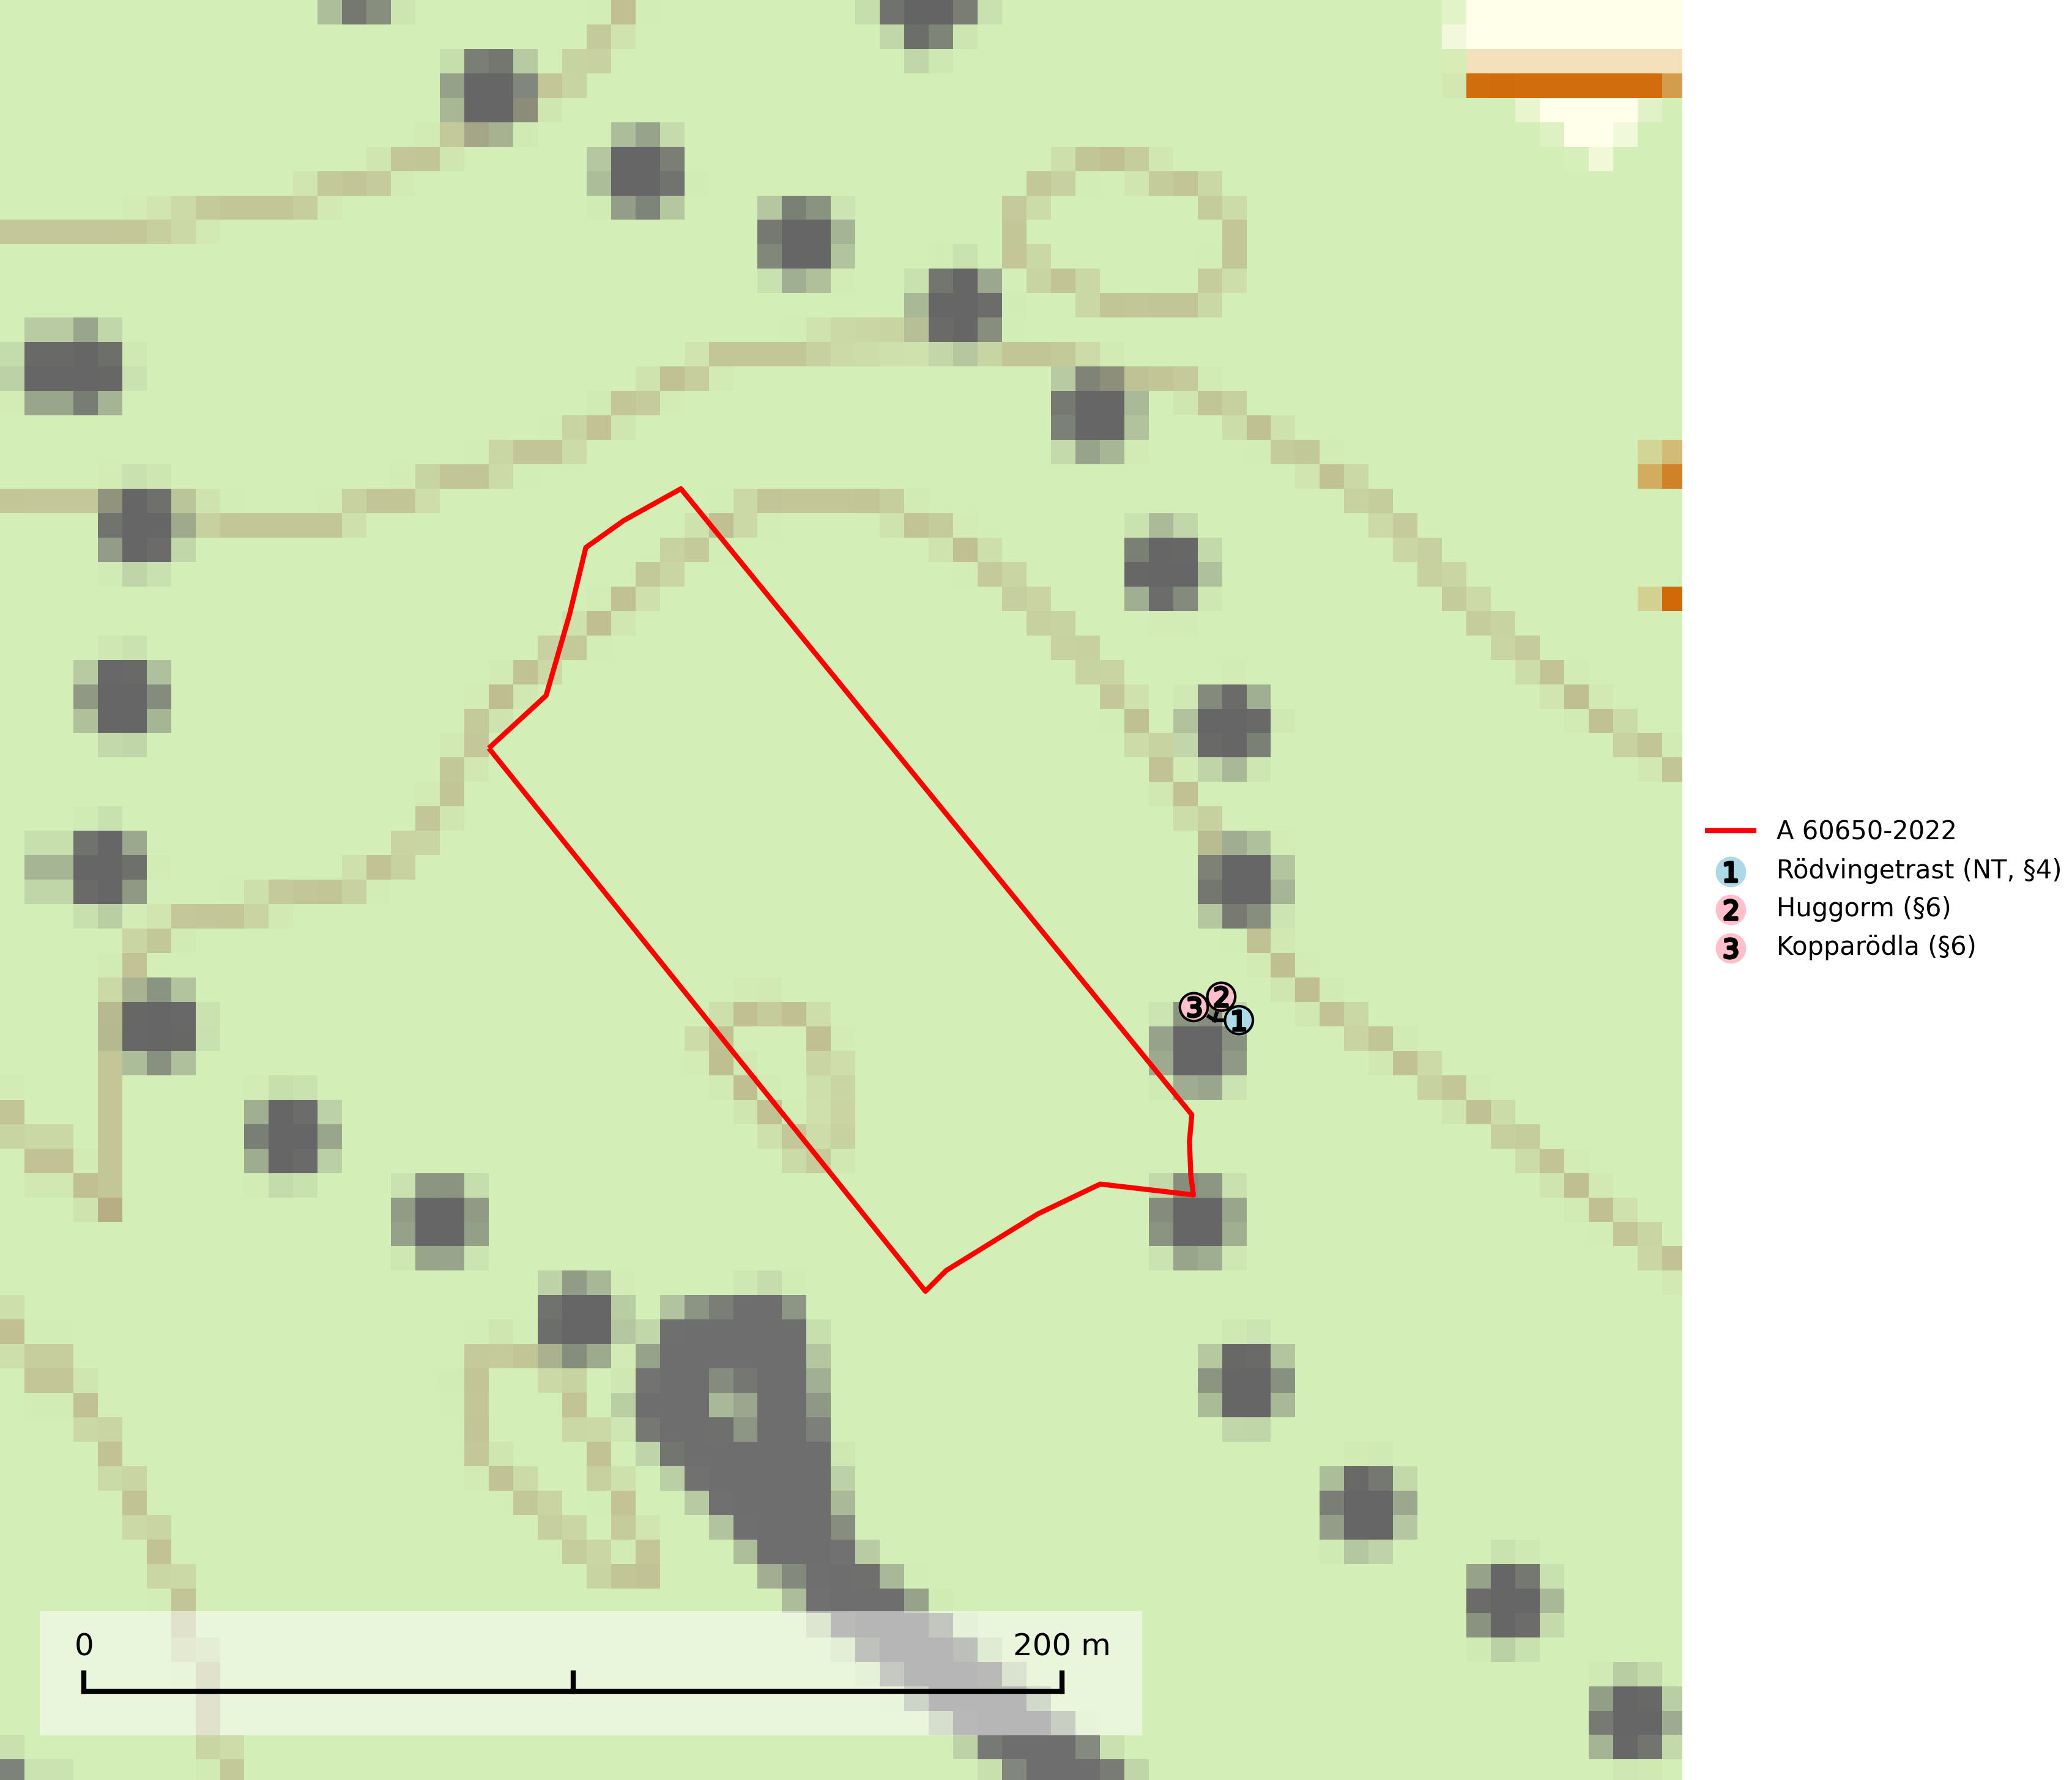 A 60650-2022
1 Rödvingetrast (NT, §4)
2 Huggorm (§6)
3 Kopparödla (§6)
3 2 1
0 200 m